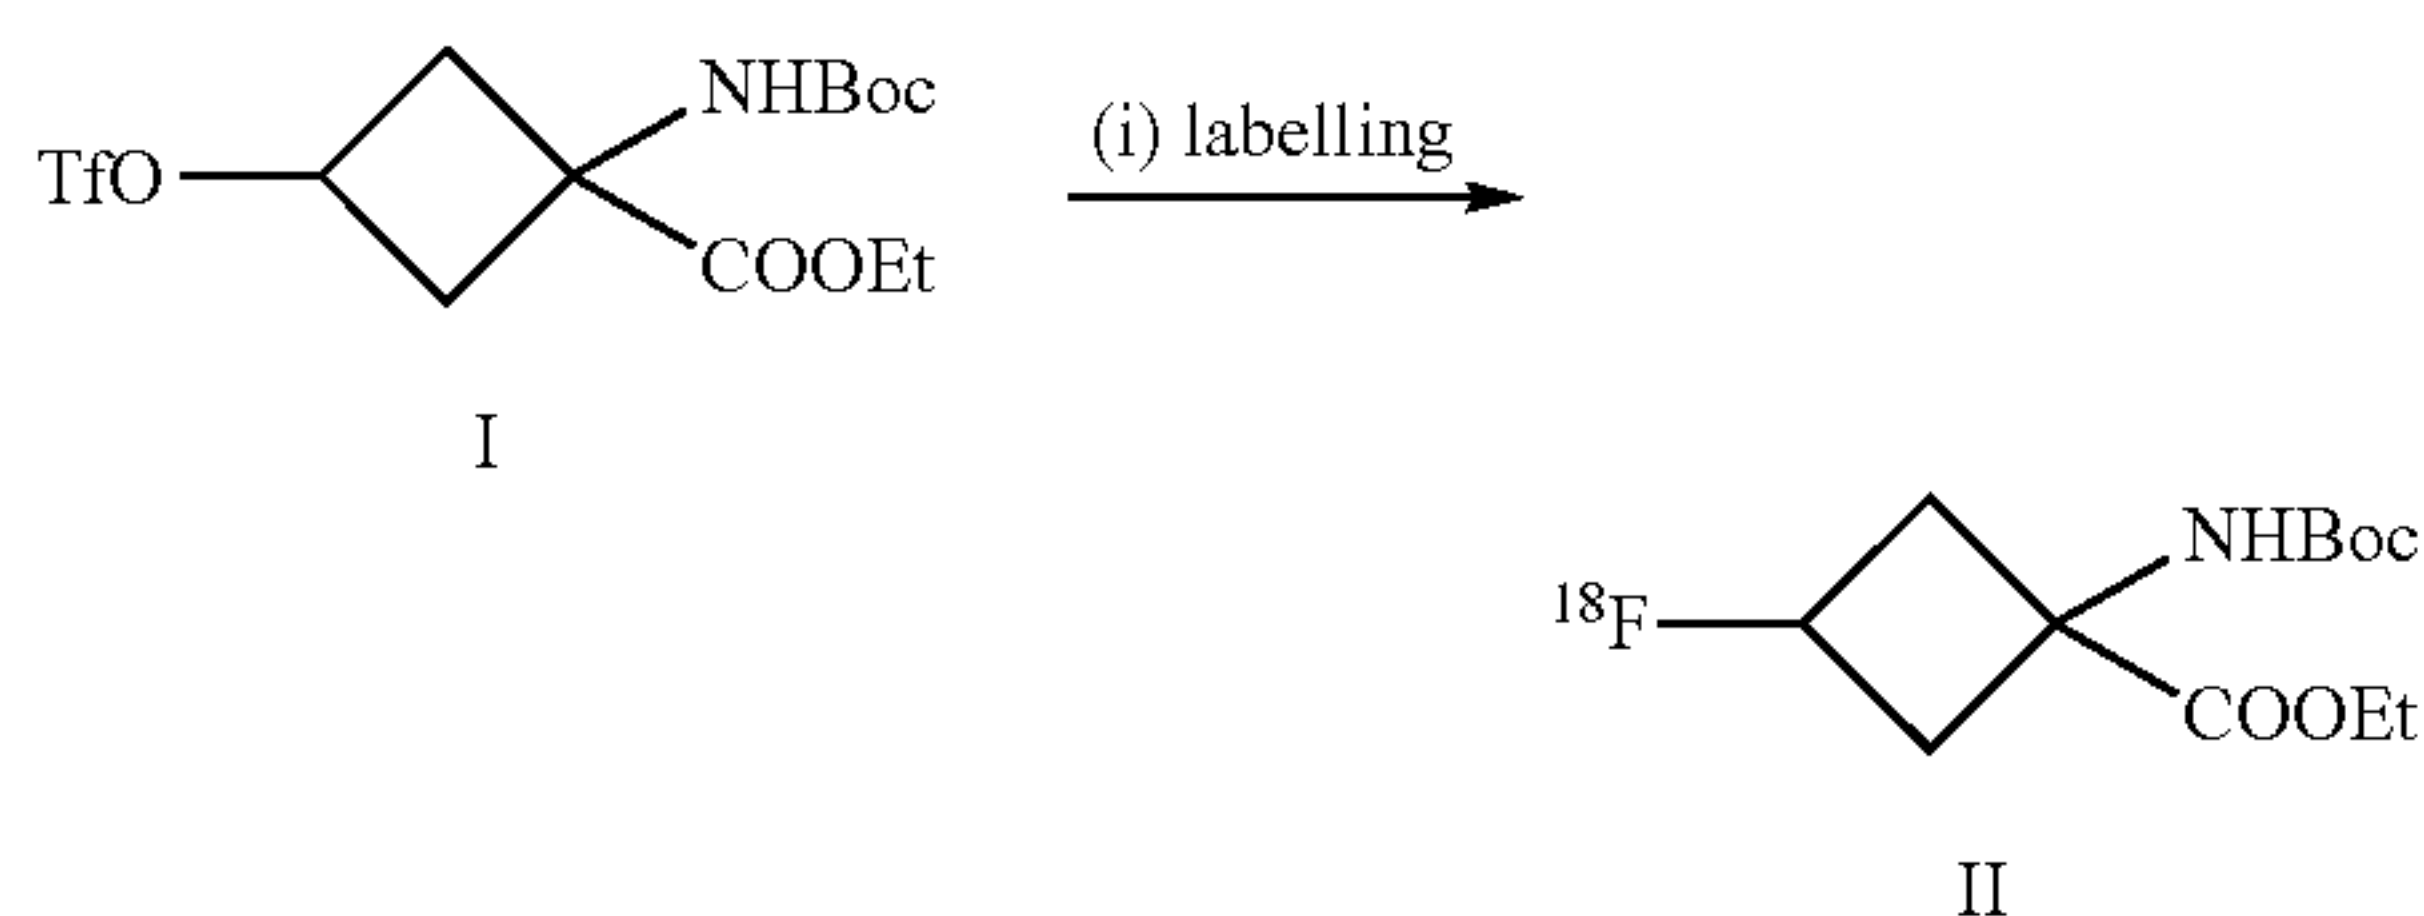 NHBoc
(i) labelling
TfO
COOEt
I
NHBoc
¹⁸F
COOEt
II